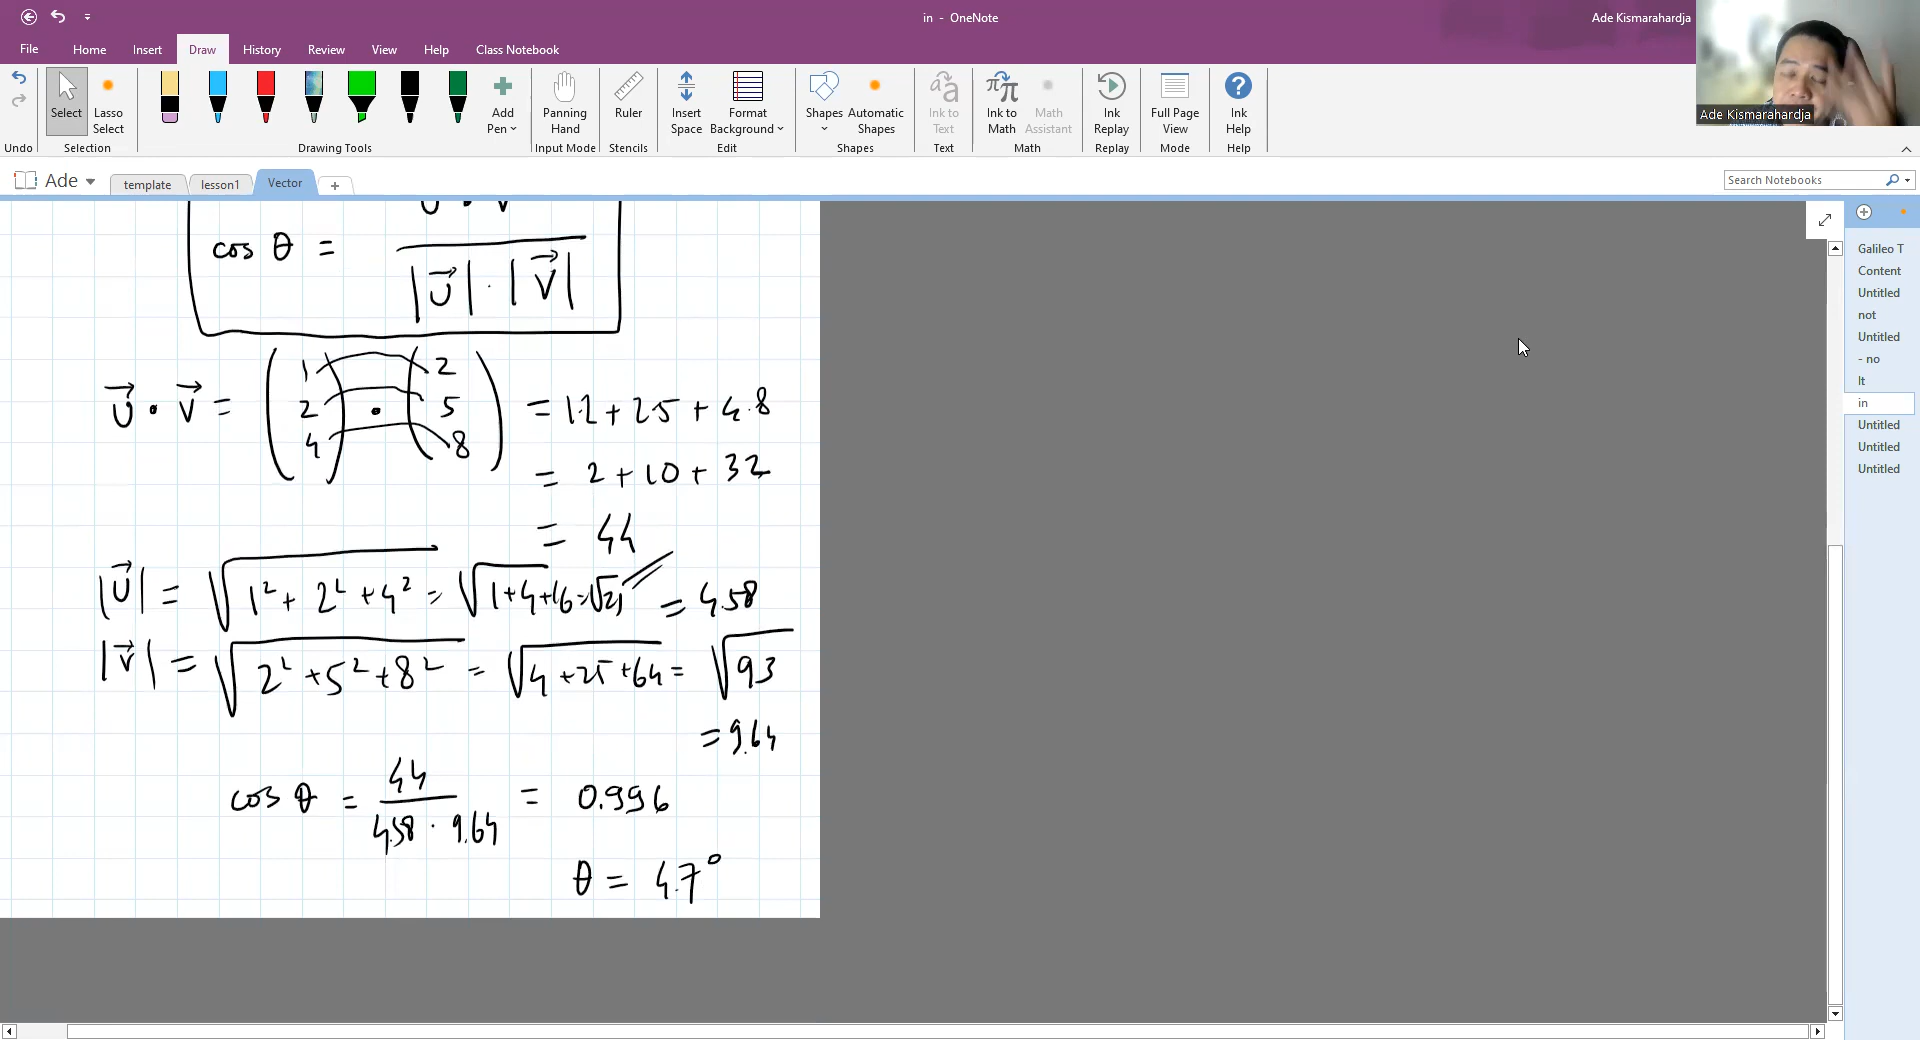 in - OneNote
Ade Kismarahardja
File Home Insert Draw History Review View Help Class Notebook
Select
Lasso Select
Add Pen
Panning Hand
Ruler
Insert Space
Format Background
Shapes
Automatic Shapes
Ink to Text
Ink to Math
Math Assistant
Ink Replay
Full Page View
Ink Help
Ade Kismarahardja
Undo Selection Drawing Tools Input Mode Stencils Edit Shapes Text Math Replay Mode Help
Ade template lesson1 Vector
Search Notebooks
Galileo T
Content
Untitled
not
Untitled
- no
It
in
Untitled
Untitled
Untitled
U • V
cos θ =
|U⃗| · |V⃗|
U⃗ • V⃗ = (1 2 4) • (2 5 8) = 1.2 + 2.5 + 4.8
= 2 + 10 + 32
= 44
|U⃗| = √(1² + 2² + 4²) = √(1+4+16) = √21 = 4.58
|V⃗| = √(2² + 5² + 8²) = √(4 + 25 + 64) = √93
= 9.64
cos θ = 44 / (4.58 · 9.64) = 0.996
θ = 4.7°